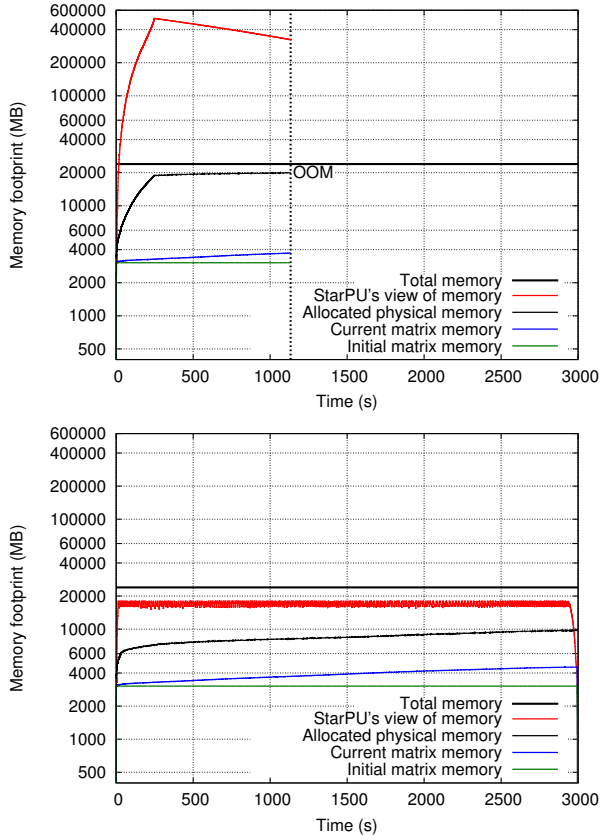 600000
400000
200000
100000
60000
40000
20000
10000
6000
4000
2000
1000
500
Memory footprint (MB)
OOM
Total memory
StarPU's view of memory
Allocated physical memory
Current matrix memory
Initial matrix memory
0 500 1000 1500 2000 2500 3000
Time (s)
600000
400000
200000
100000
60000
40000
20000
10000
6000
4000
2000
1000
500
Memory footprint (MB)
Total memory
StarPU's view of memory
Allocated physical memory
Current matrix memory
Initial matrix memory
0 500 1000 1500 2000 2500 3000
Time (s)